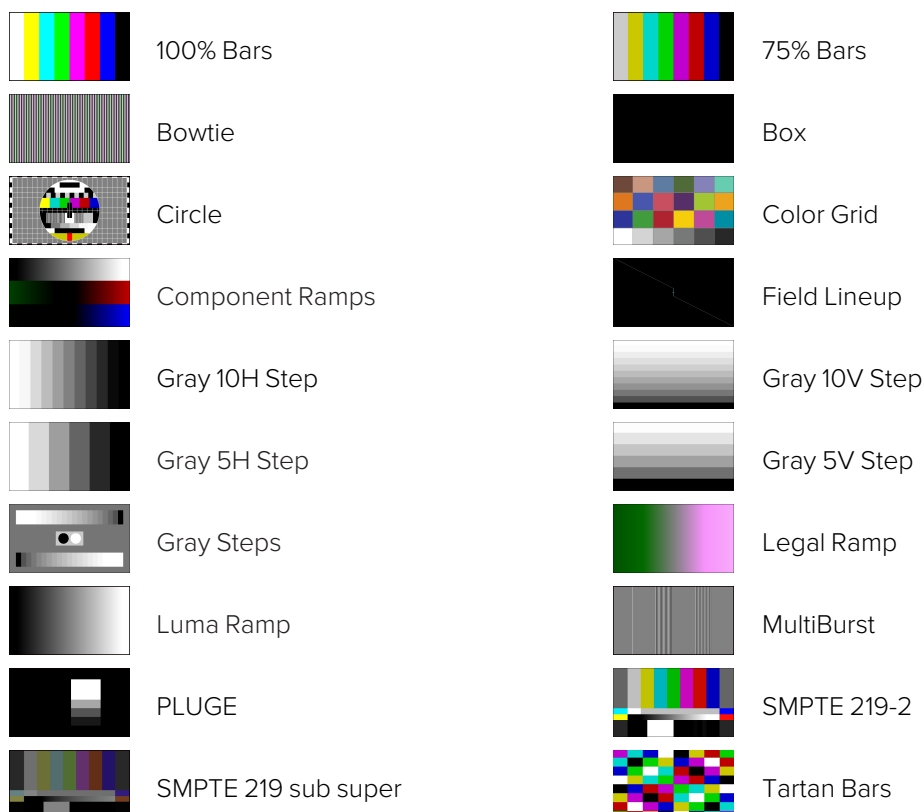 100% Bars
75% Bars
Bowtie
Box
Circle
Color Grid
Component Ramps
Field Lineup
Gray 10H Step
Gray 10V Step
Gray 5H Step
Gray 5V Step
Gray Steps
Legal Ramp
Luma Ramp
MultiBurst
PLUGE
SMPTE 219-2
SMPTE 219 sub super
Tartan Bars